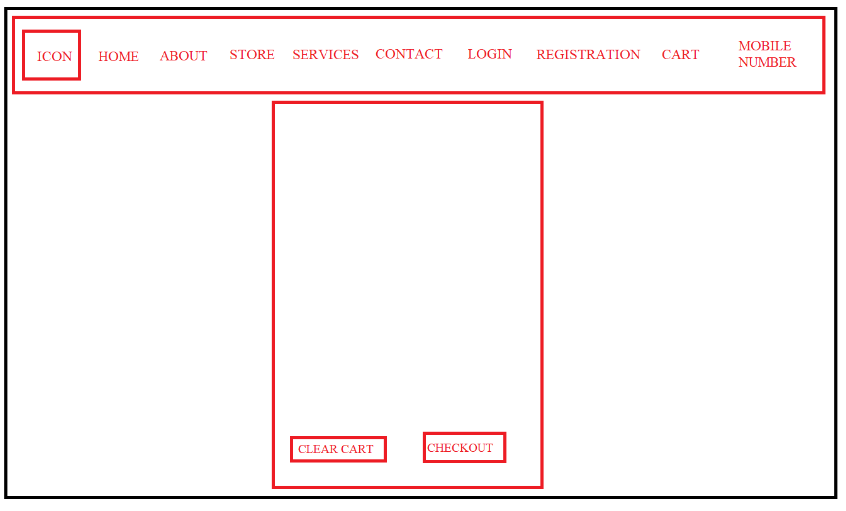 ICON HOME ABOUT STORE SERVICES CONTACT LOGIN REGISTRATION CART MOBILE
NUMBER
CLEAR CART CHECKOUT